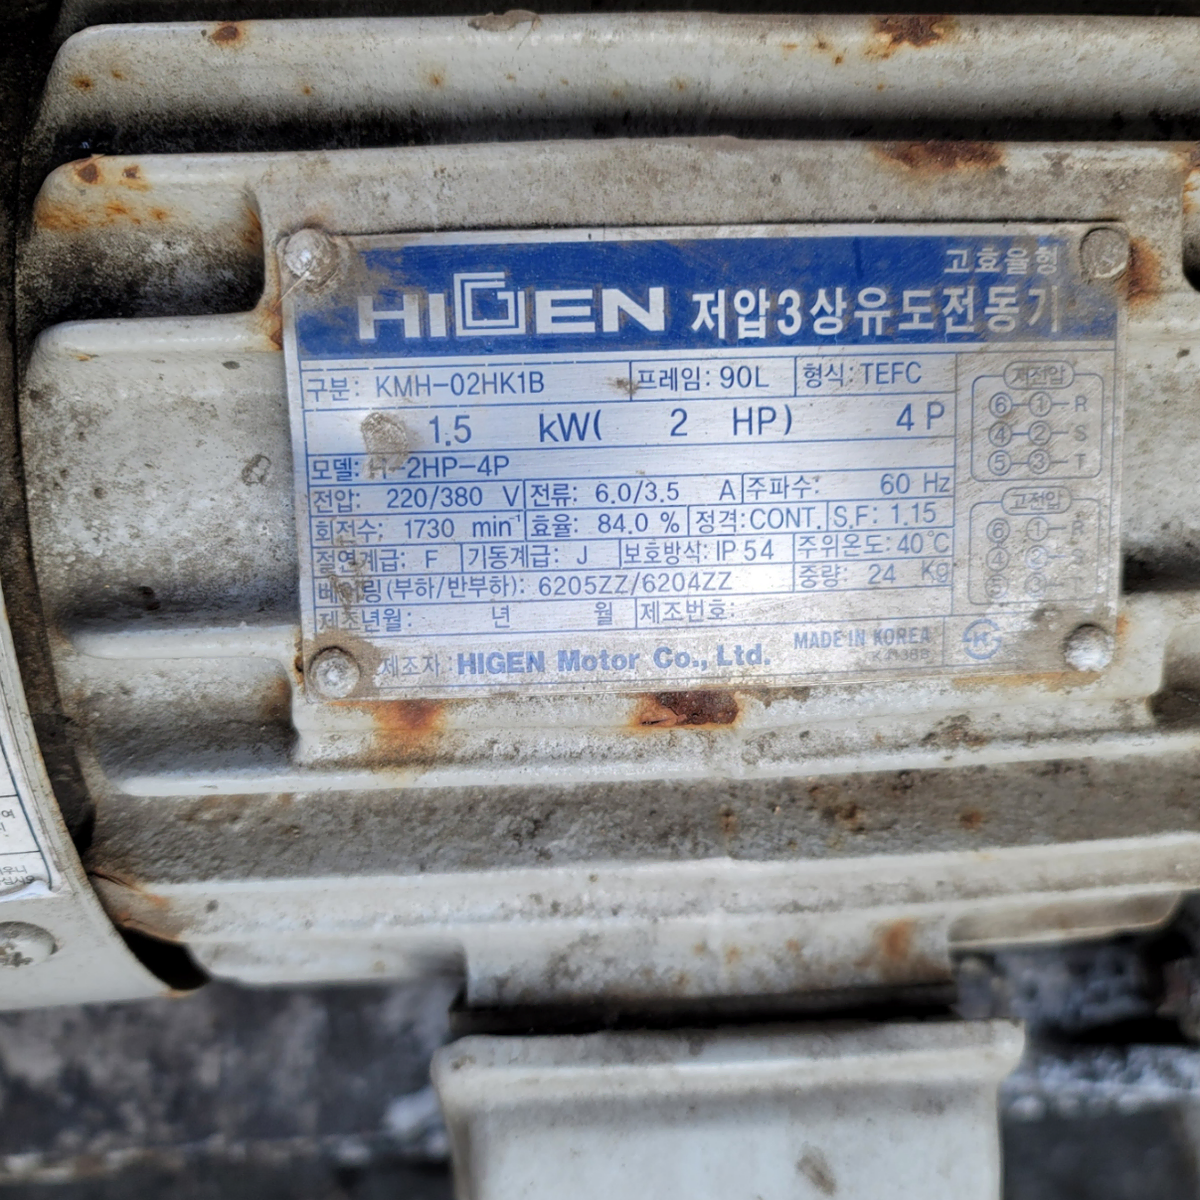 고효율형
HIGEN 저압3상유도전동기
구분: KMH-02HK1B 프레임: 90L 형식: TEFC
1.5 kW( 2 HP) 4 P
모델: -2HP-4P
전압: 220/380 V 전류: 6.0/3.5 A 주파수: 60 Hz
회전수: 1730 min⁻¹ 효율: 84.0 % 정격: CONT. S.F: 1.15
절연계급: F 기동계급: J 보호방식: IP 54 주위온도: 40℃
베어링(부하/반부하): 6205ZZ/6204ZZ 중량: 24 Kg
제조년월: 년 월 제조번호:
제조자: HIGEN Motor Co., Ltd. MADE IN KOREA
저전압
⑥-①-R
④-②-S
⑤-③-T
고전압
⑥ ①
④ ②